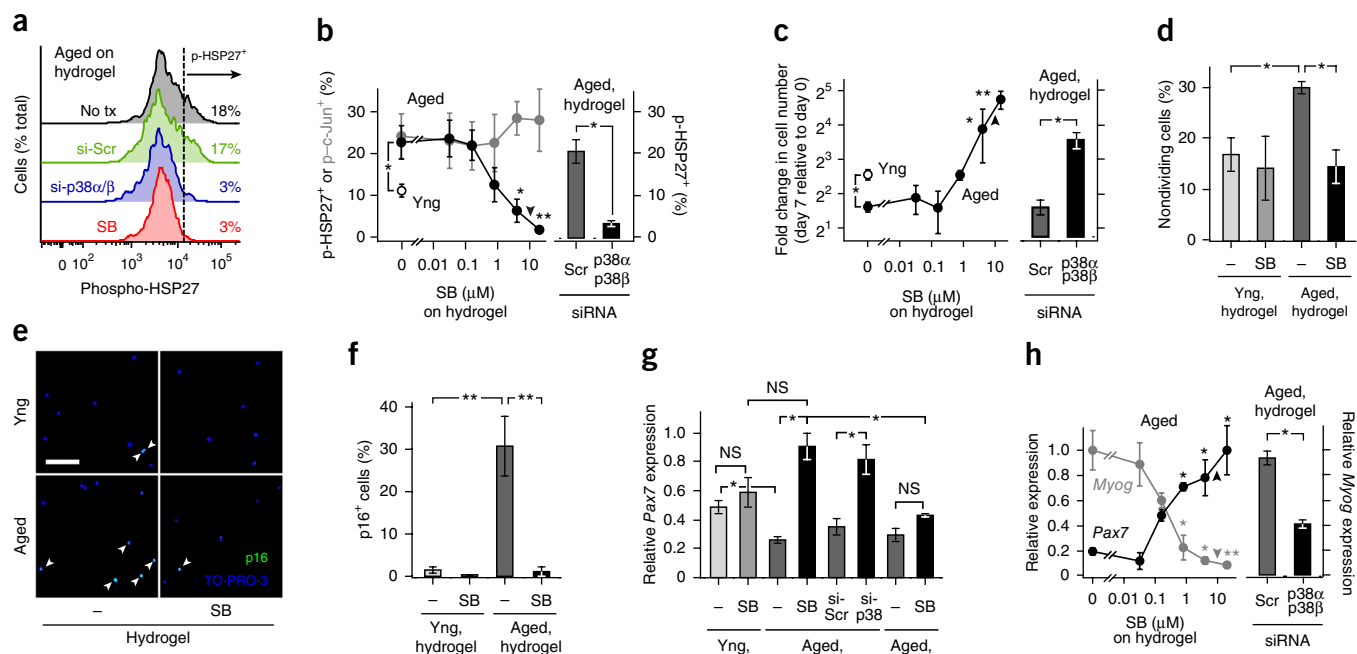 a
Aged on hydrogel
p-HSP27⁺
No tx 18%
si-Scr 17%
si-p38α/β 3%
SB 3%
Cells (% total)
0 10² 10³ 10⁴ 10⁵
Phospho-HSP27
b
p-HSP27⁺ or p–c-Jun⁺ (%)
40
30
20
10
0
Aged
Yng
*
*
**
0 0.01 0.1 1 10
SB (μM)
on hydrogel
Aged,
hydrogel
*
30
20
10
0
p-HSP27⁺ (%)
Scr p38α p38β
siRNA
c
Fold change in cell number
(day 7 relative to day 0)
2⁵
2⁴
2³
2²
2¹
Yng
*
Aged
*
**
0 0.01 0.1 1 10
SB (μM)
on hydrogel
Aged,
hydrogel
*
Scr p38α p38β
siRNA
d
Nondividing cells (%)
30
20
10
0
*
*
– SB – SB
Yng, hydrogel
Aged, hydrogel
e
Yng
Aged
p16
TO-PRO-3
– SB
Hydrogel
f
p16⁺ cells (%)
40
30
20
10
0
**
**
– SB – SB
Yng, hydrogel
Aged, hydrogel
g
Relative Pax7 expression
1.0
0.8
0.6
0.4
0.2
0
NS
NS
*
*
*
*
NS
– SB – SB si-Scr si-p38 – SB
Yng, Aged, Aged,
h
Relative expression
1.0
0.8
0.6
0.4
0.2
0
Aged
Myog
Pax7
*
*
*
*
*
**
0 0.01 0.1 1 10
SB (μM)
on hydrogel
Aged,
hydrogel
*
Relative Myog expression
Scr p38α p38β
siRNA